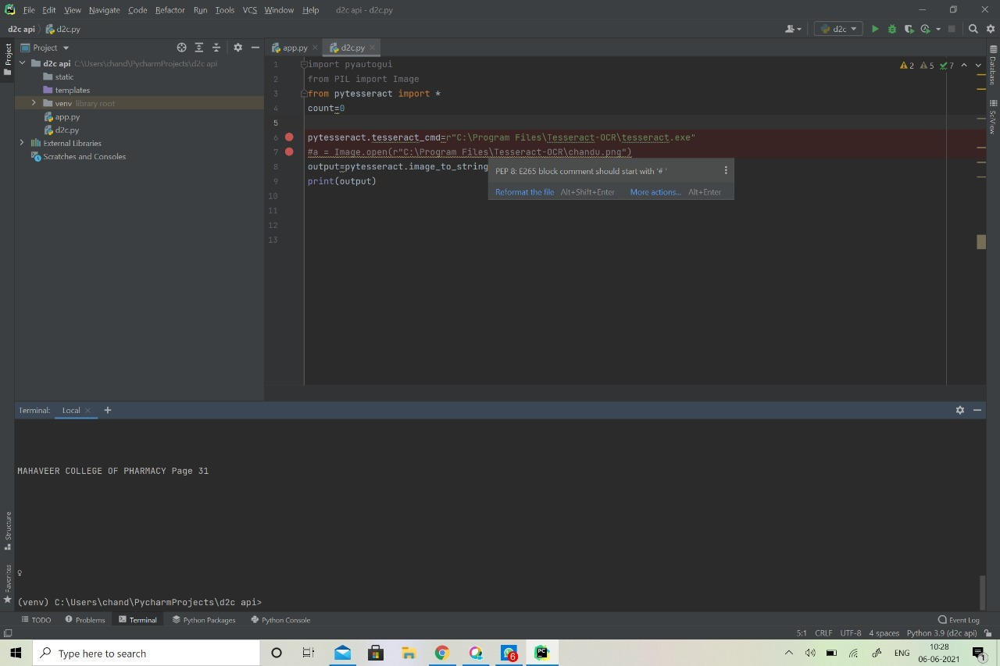 File Edit View Navigate Code Refactor Run Tools VCS Window Help d2c api - d2c.py
d2c api d2c.py d2c
Project app.py d2c.py
d2c api C:\Users\chand\PycharmProjects\d2c api
static
templates
venv library root
app.py
d2c.py
External Libraries
Scratches and Consoles
1 import pyautogui
2 from PIL import Image
3 from pytesseract import *
4 count=0
5
6 pytesseract.tesseract_cmd=r"C:\Program Files\Tesseract-OCR\tesseract.exe"
7 #a = Image.open(r"C:\Program Files\Tesseract-OCR\chandu.png")
8 output=pytesseract.image_to_string
9 print(output)
10
11
12
13
2 5 7
PEP 8: E265 block comment should start with '# '
Reformat the file Alt+Shift+Enter More actions... Alt+Enter
Project
Structure
Favorites
Database
SciView
Terminal: Local
MAHAVEER COLLEGE OF PHARMACY Page 31
♀
(venv) C:\Users\chand\PycharmProjects\d2c api>
TODO Problems Terminal Python Packages Python Console Event Log
5:1 CRLF UTF-8 4 spaces Python 3.9 (d2c api)
Type here to search 6 PC ENG 10:28
06-06-2021 1